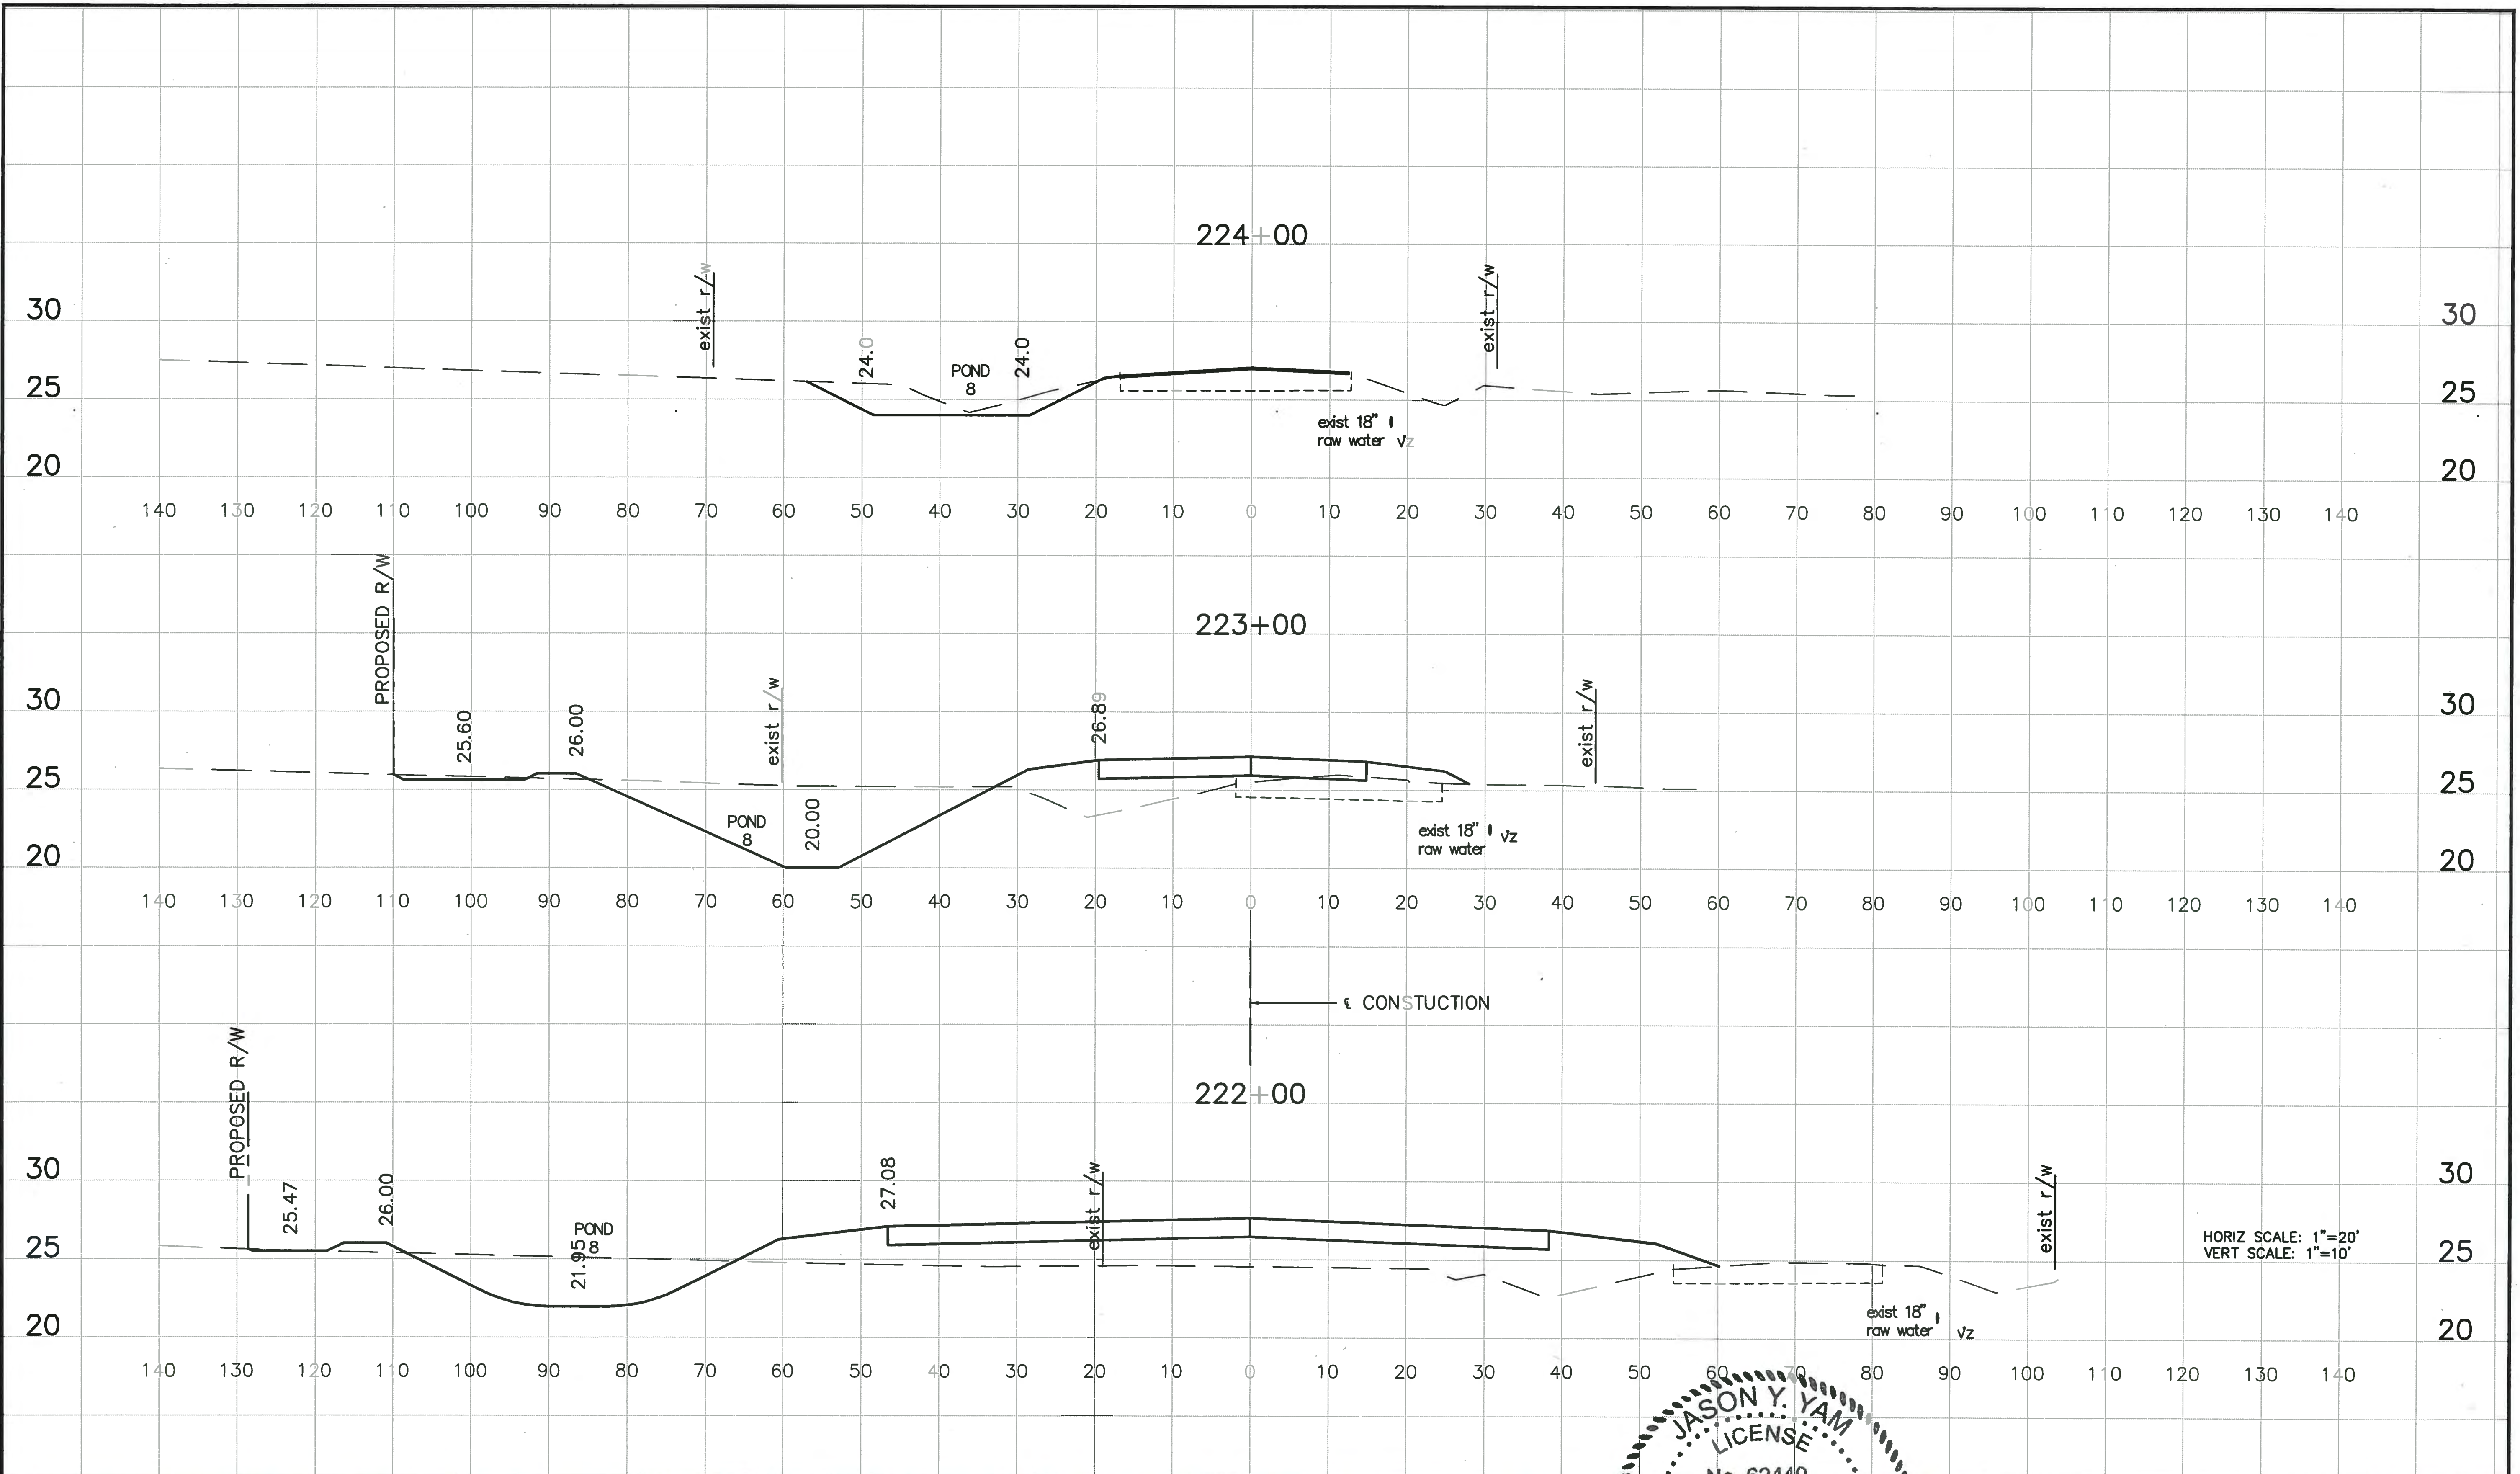 224+00
exist r/w
exist r/w
30
30
24.0
24.0
POND
8
25
25
exist 18"
raw water
20
20
140 130 120 110 100 90 80 70 60 50 40 30 20 10 0 10 20 30 40 50 60 70 80 90 100 110 120 130 140
PROPOSED R/W
223+00
exist r/w
exist r/w
30
30
25.60
26.00
26.89
25
25
POND
8
20.00
exist 18"
raw water
20
20
140 130 120 110 100 90 80 70 60 50 40 30 20 10 0 10 20 30 40 50 60 70 80 90 100 110 120 130 140
℄ CONSTUCTION
PROPOSED R/W
222+00
exist r/w
exist r/w
30
30
25.47
26.00
27.08
POND
8
21.95
25
25
HORIZ SCALE: 1"=20'
VERT SCALE: 1"=10'
exist 18"
raw water
20
20
140 130 120 110 100 90 80 70 60 50 40 30 20 10 0 10 20 30 40 50 60 70 80 90 100 110 120 130 140
JASON Y. YAM
LICENSE